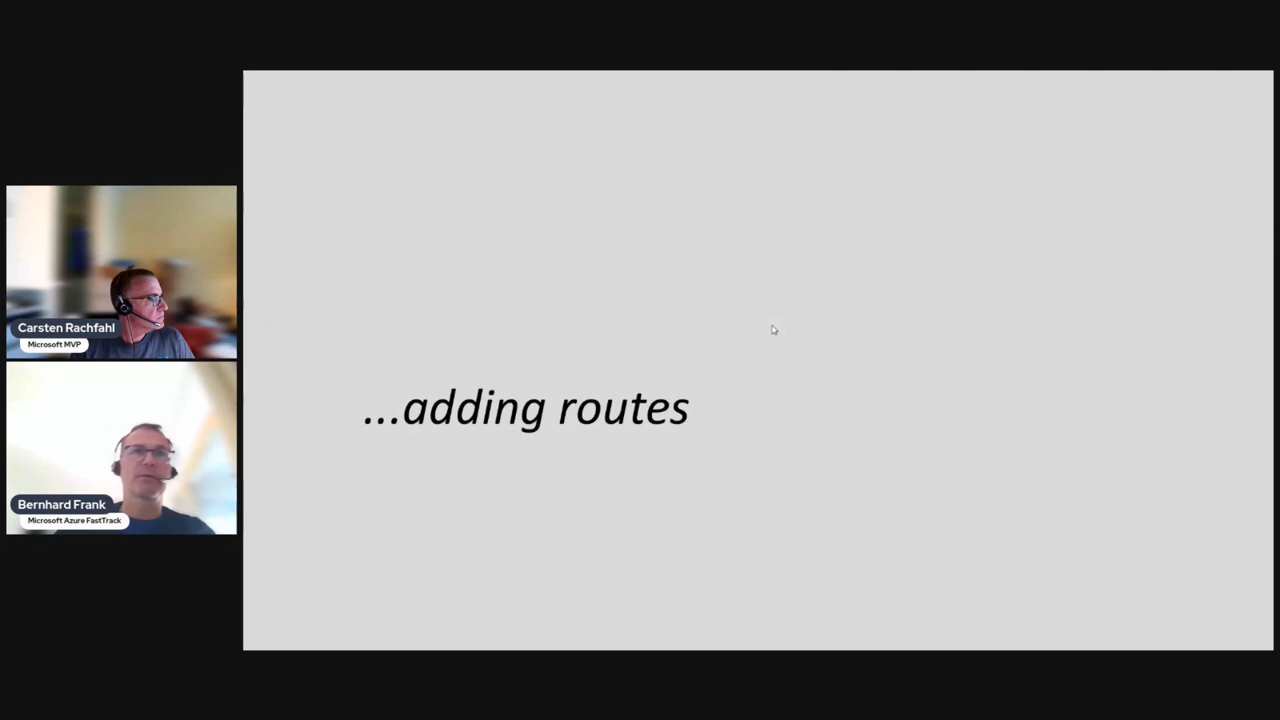 Carsten Rachfahl
Microsoft MVP
Bernhard Frank
Microsoft Azure FastTrack
...adding routes